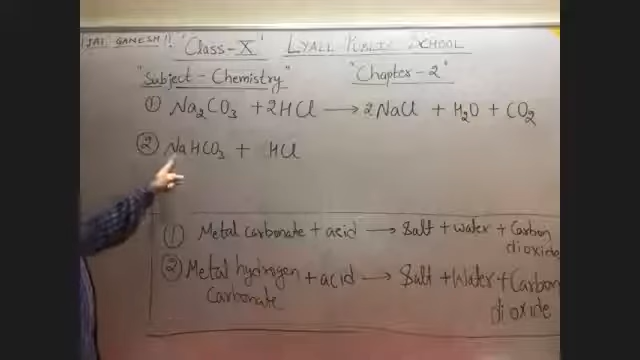 !JAI GANESH!! "Class-X" LYALL PUBLIC SCHOOL
"Subject-Chemistry" "Chapter-2"
① Na₂CO₃ + 2HCl ⟶ 2NaCl + H₂O + CO₂
② NaHCO₃ + HCl
① Metal carbonate + acid ⟶ Salt + water + Carbon dioxide
② Metal hydrogen Carbonate + acid ⟶ Salt + Water + Carbon dioxide